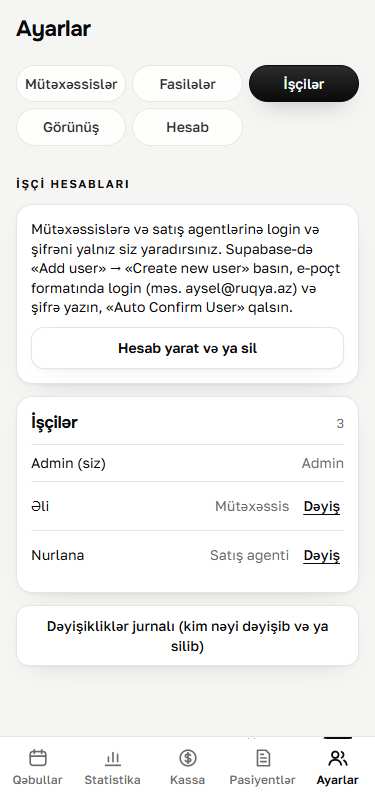 Ayarlar
Mütəxəssislər
Fasilələr
İşçilər
Görünüş
Hesab
İŞÇİ HESABLARI
Mütəxəssislərə və satış agentlərinə login və
şifrəni yalnız siz yaradırsınız. Supabase-də
«Add user» → «Create new user» basın, e-poçt
formatında login (məs. aysel@ruqya.az) və
şifrə yazın, «Auto Confirm User» qalsın.
Hesab yarat və ya sil
İşçilər 3
Admin (siz) Admin
Əli Mütəxəssis Dəyiş
Nurlana Satış agenti Dəyiş
Dəyişikliklər jurnalı (kim nəyi dəyişib və ya
silib)
Qəbullar Statistika Kassa Pasiyentlər Ayarlar